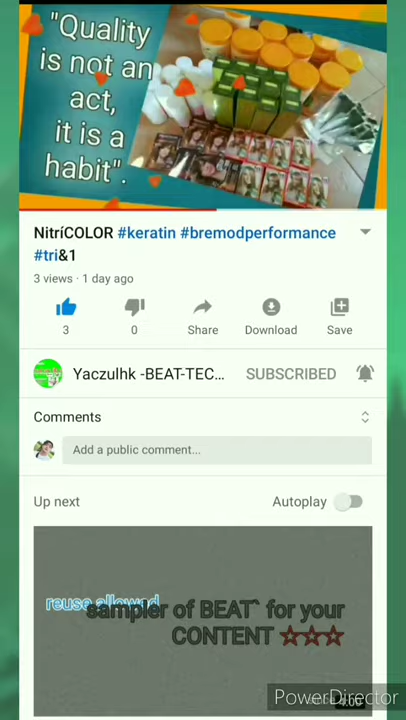 "Quality
is not an
act,
it is a
habit".
NitríCOLOR #keratin #bremodperformance
#tri&1
3 views · 1 day ago
3
0
Share
Download
Save
Yaczulhk -BEAT-TEC...
SUBSCRIBED
Comments
Add a public comment...
Up next
Autoplay
reuse allowed
sampler of BEAT` for your
CONTENT ☆☆☆
4:00
PowerDirector